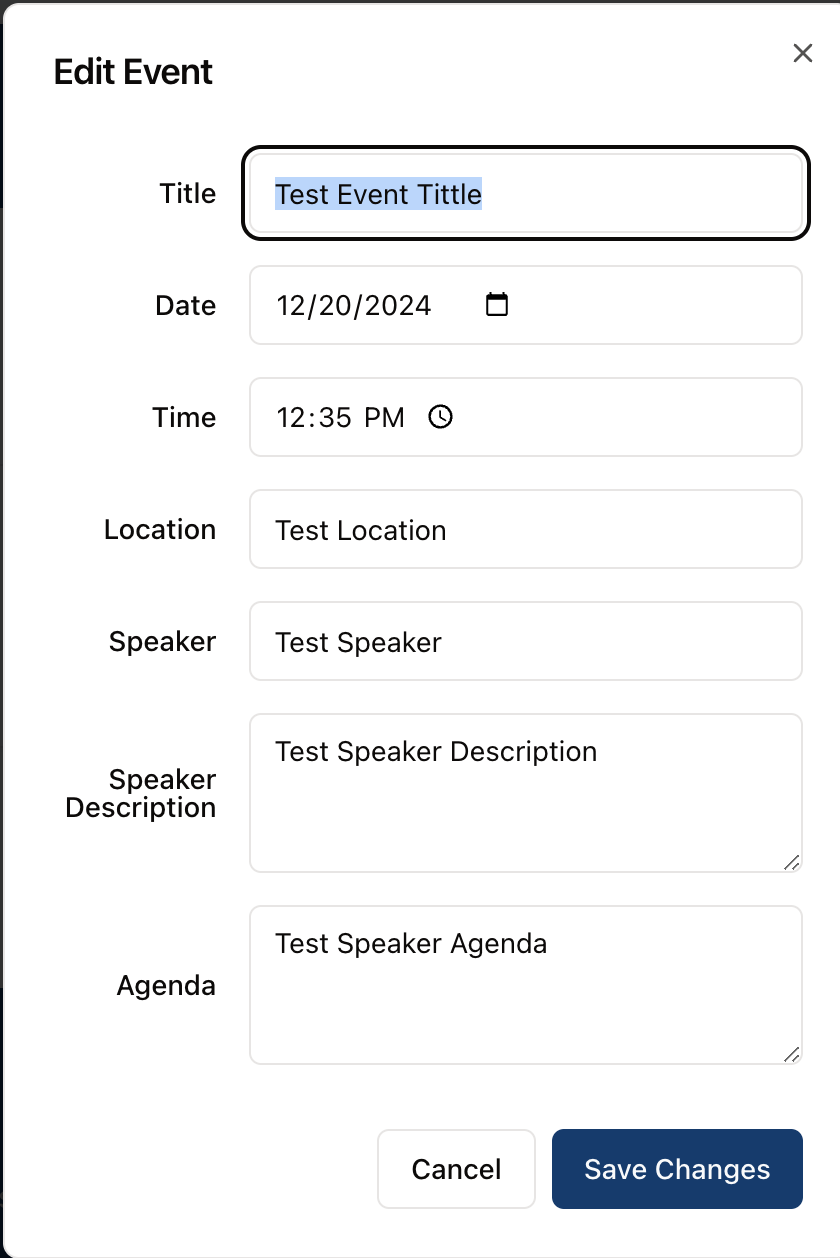 Edit Event
Title
Test Event Tittle
Date
12/20/2024
Time
12:35 PM
Location
Test Location
Speaker
Test Speaker
Speaker
Description
Test Speaker Description
Agenda
Test Speaker Agenda
Cancel
Save Changes